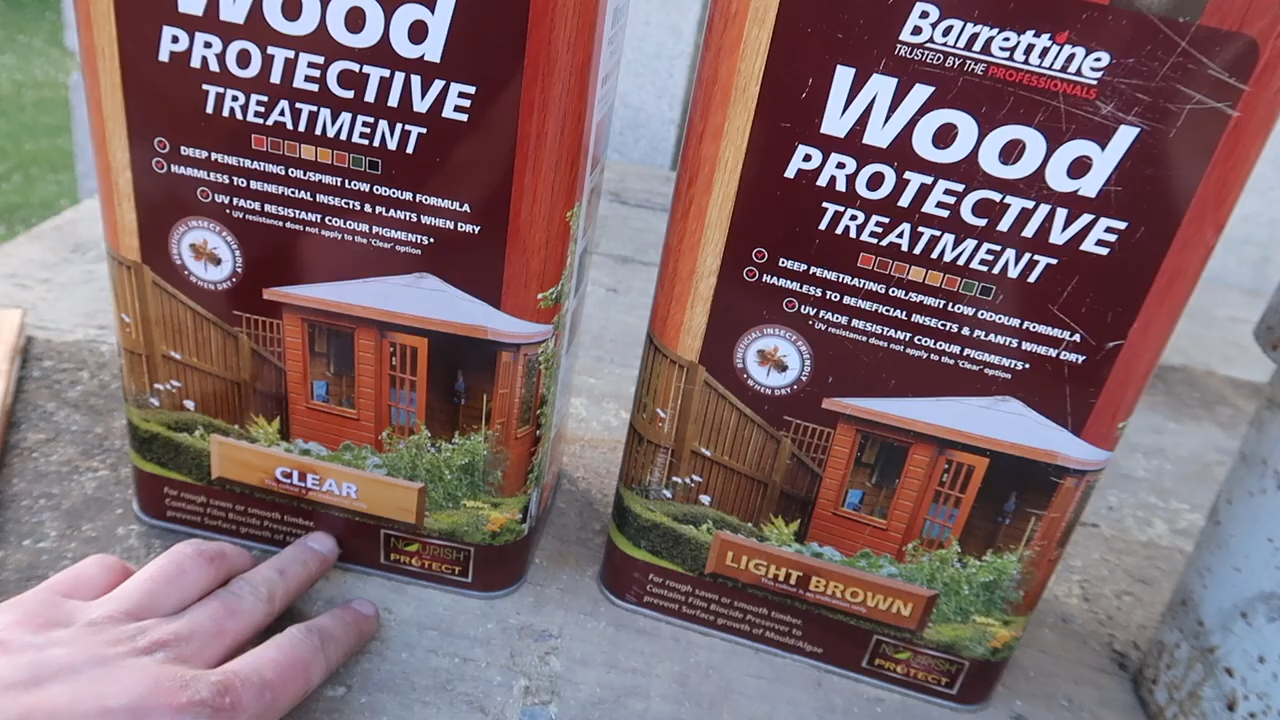 Wood
PROTECTIVE
TREATMENT
DEEP PENETRATING OIL/SPIRIT LOW ODOUR FORMULA
HARMLESS TO BENEFICIAL INSECTS & PLANTS WHEN DRY
UV FADE RESISTANT COLOUR PIGMENTS*
* UV resistance does not apply to the 'Clear' option
BENEFICIAL INSECT FRIENDLY
• WHEN DRY •
CLEAR
This colour is an indication only
For rough sawn or smooth timber.
Contains Film Biocide Preserver
prevent Surface growth of
NOURISH
PROTECT
Barrettine
TRUSTED BY THE PROFESSIONALS
Wood
PROTECTIVE
TREATMENT
DEEP PENETRATING OIL/SPIRIT LOW ODOUR FORMULA
HARMLESS TO BENEFICIAL INSECTS & PLANTS WHEN DRY
UV FADE RESISTANT COLOUR PIGMENTS*
* UV resistance does not apply to the 'Clear' option
BENEFICIAL INSECT FRIENDLY
• WHEN DRY •
LIGHT BROWN
This colour is an indication only
For rough sawn or smooth timber.
Contains Film Biocide Preserver to
prevent Surface growth of Mould/Algae
NOURISH
PROTECT